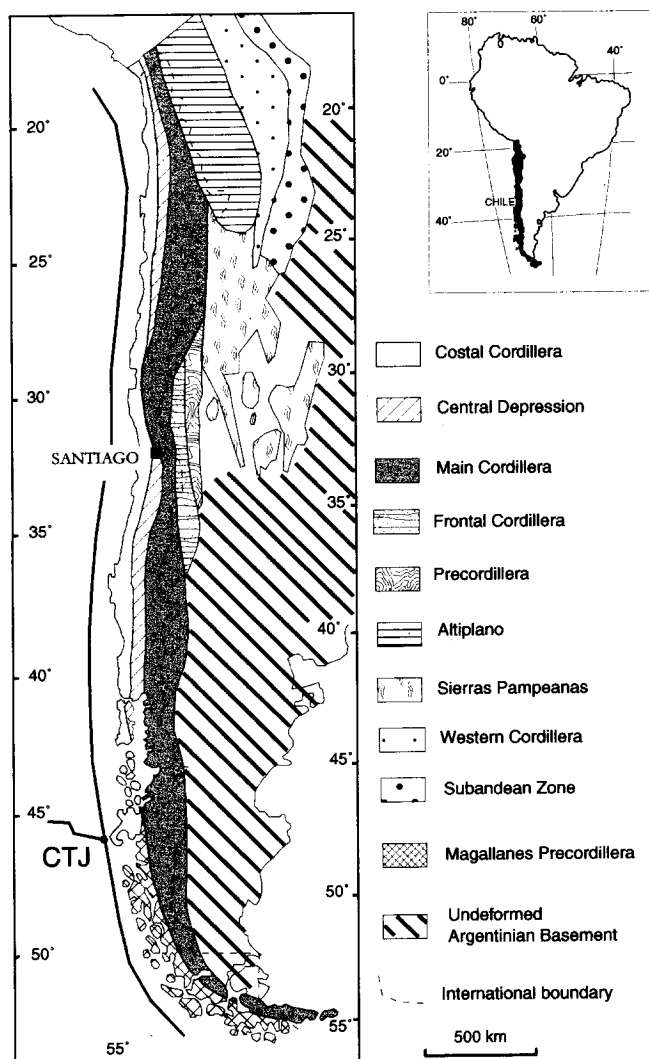 20°
25°
30°
SANTIAGO
35°
40°
45°
CTJ
50°
55°
20°
25°
30°
35°
40°
45°
50°
55°
80°
60°
40°
0°
20°
CHILE
40°
Costal Cordillera
Central Depression
Main Cordillera
Frontal Cordillera
Precordillera
Altiplano
Sierras Pampeanas
Western Cordillera
Subandean Zone
Magallanes Precordillera
Undeformed
Argentinian Basement
International boundary
500 km